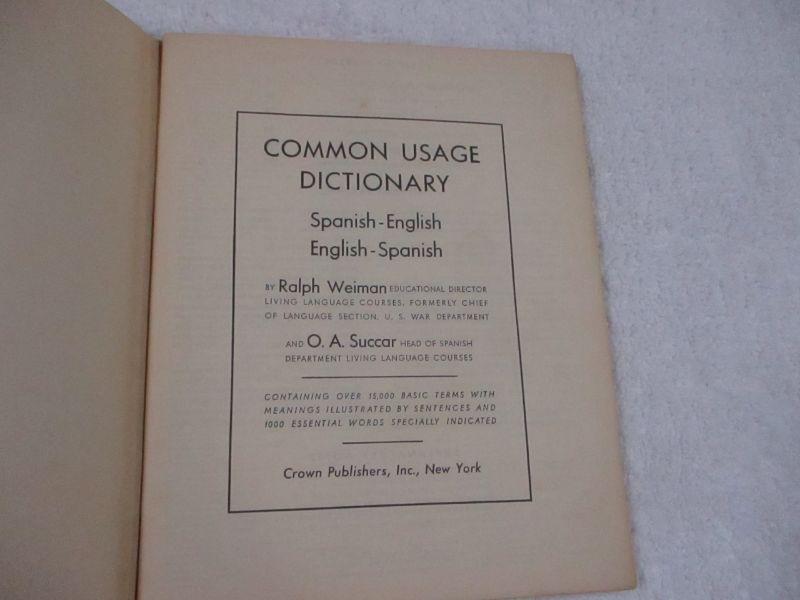 COMMON USAGE
DICTIONARY
Spanish-English
English-Spanish
BY Ralph Weiman EDUCATIONAL DIRECTOR
LIVING LANGUAGE COURSES, FORMERLY CHIEF
OF LANGUAGE SECTION, U. S. WAR DEPARTMENT
AND O. A. Succar HEAD OF SPANISH
DEPARTMENT LIVING LANGUAGE COURSES
CONTAINING OVER 15,000 BASIC TERMS WITH
MEANINGS ILLUSTRATED BY SENTENCES AND
1000 ESSENTIAL WORDS SPECIALLY INDICATED
Crown Publishers, Inc., New York